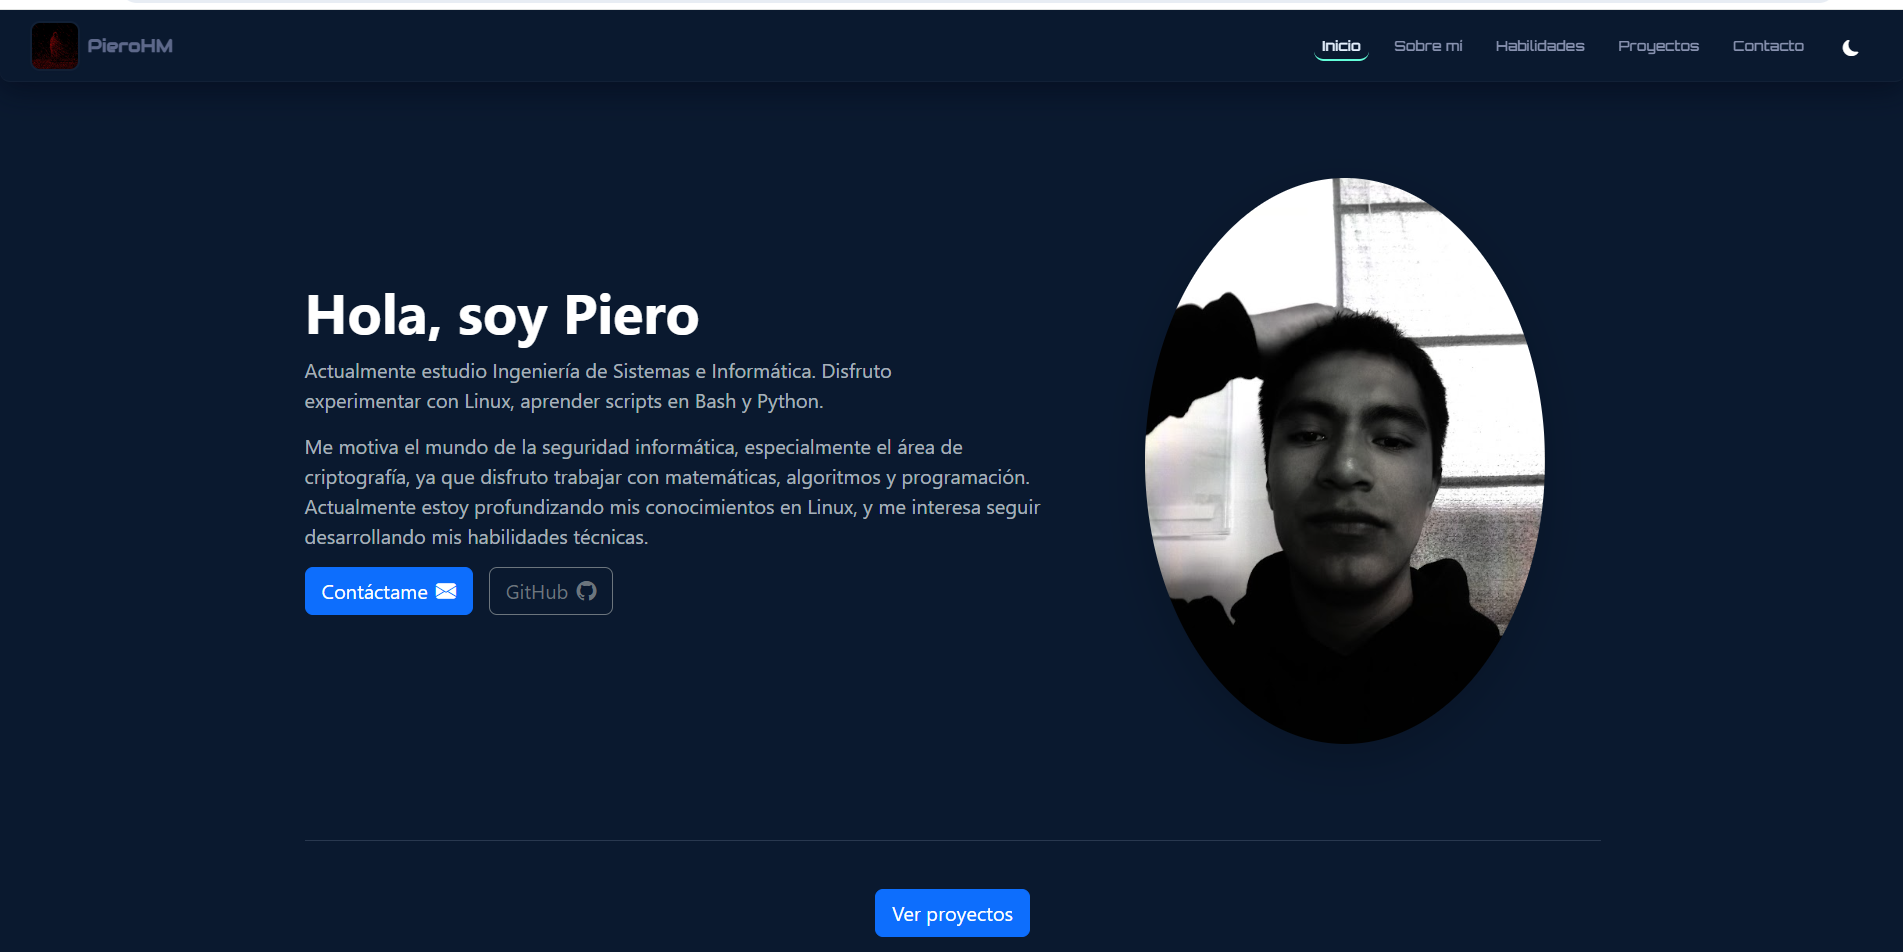 PieroHM
Inicio Sobre mi Habilidades Proyectos Contacto
Hola, soy Piero
Actualmente estudio Ingeniería de Sistemas e Informática. Disfruto
experimentar con Linux, aprender scripts en Bash y Python.
Me motiva el mundo de la seguridad informática, especialmente el área de
criptografía, ya que disfruto trabajar con matemáticas, algoritmos y programación.
Actualmente estoy profundizando mis conocimientos en Linux, y me interesa seguir
desarrollando mis habilidades técnicas.
Contáctame GitHub
Ver proyectos